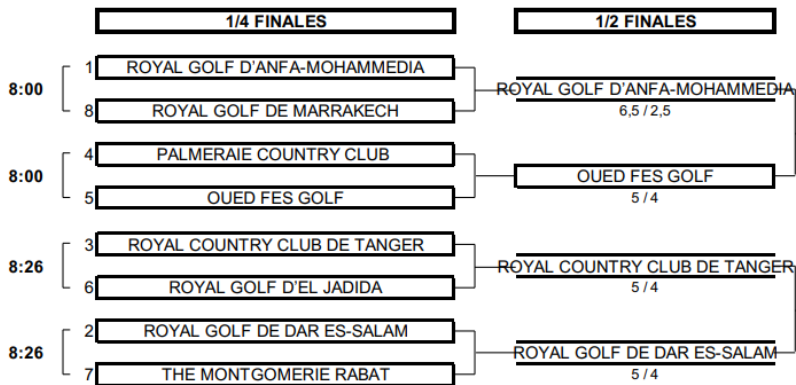 1/4 FINALES 1/2 FINALES
1 ROYAL GOLF D'ANFA-MOHAMMEDIA
8:00 ROYAL GOLF D'ANFA-MOHAMMEDIA
8 ROYAL GOLF DE MARRAKECH 6,5 / 2,5
4 PALMERAIE COUNTRY CLUB
8:00 OUED FES GOLF
5 OUED FES GOLF 5 / 4
3 ROYAL COUNTRY CLUB DE TANGER
8:26 ROYAL COUNTRY CLUB DE TANGER
6 ROYAL GOLF D'EL JADIDA 5 / 4
2 ROYAL GOLF DE DAR ES-SALAM
8:26 ROYAL GOLF DE DAR ES-SALAM
7 THE MONTGOMERIE RABAT 5 / 4